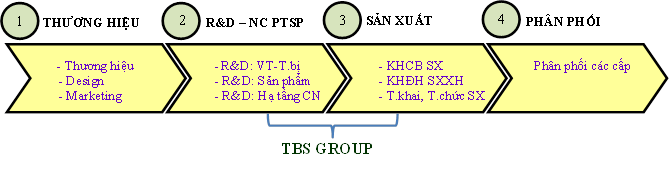 1 THƯƠNG HIỆU
- Thương hiệu
- Design
- Marketing
2 R&D – NC PTSP
- R&D: VT-T.bị
- R&D: Sản phẩm
- R&D: Hạ tầng CN
3 SẢN XUẤT
- KHCB SX
- KHĐH SXXH
- T.khai, T.chức SX
4 PHÂN PHỐI
Phân phối các cấp
TBS GROUP